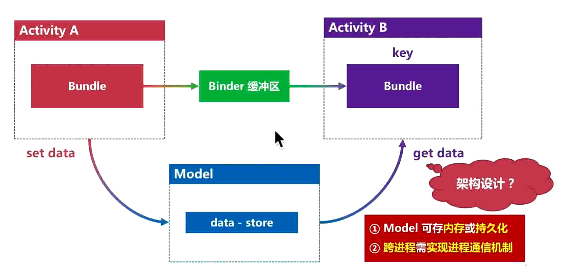 Activity A
Activity B
key
Bundle
Binder 缓冲区
Bundle
set data
get data
Model
架构设计？
data - store
① Model 可存内存或持久化
② 跨进程需实现进程通信机制